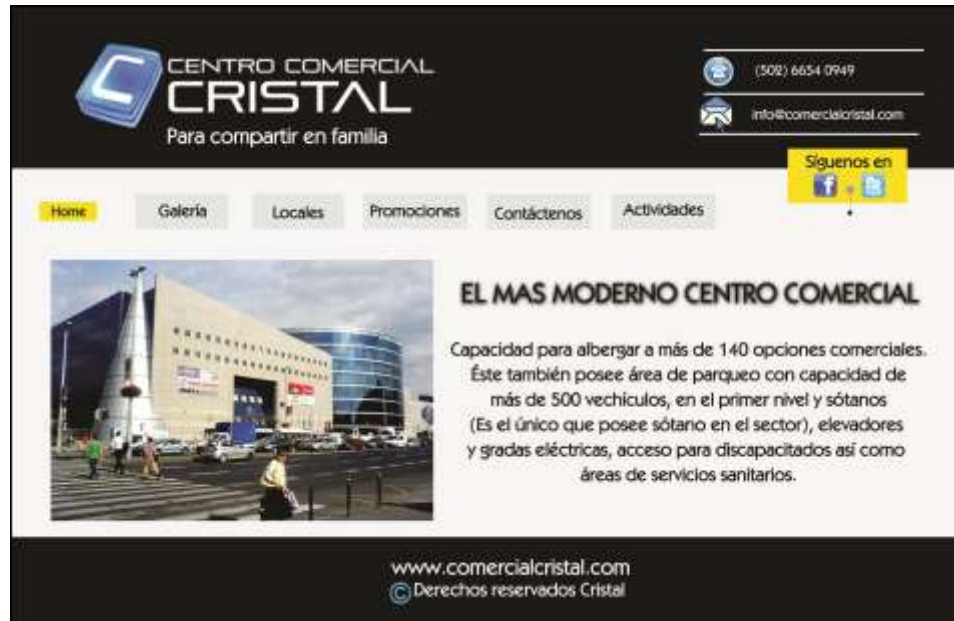 C
CENTRO COMERCIAL
CRISTAL
Para compartir en familia
(502) 6654 0949
info@comercialcristal.com
Síguenos en
f
Home
Galería
Locales
Promociones
Contáctenos
Actividades
EL MAS MODERNO CENTRO COMERCIAL
Capacidad para albergar a más de 140 opciones comerciales.
Éste también posee área de parqueo con capacidad de
más de 500 vechículos, en el primer nivel y sótanos
(Es el único que posee sótano en el sector), elevadores
y gradas eléctricas, acceso para discapacitados así como
áreas de servicios sanitarios.
www.comercialcristal.com
© Derechos reservados Cristal